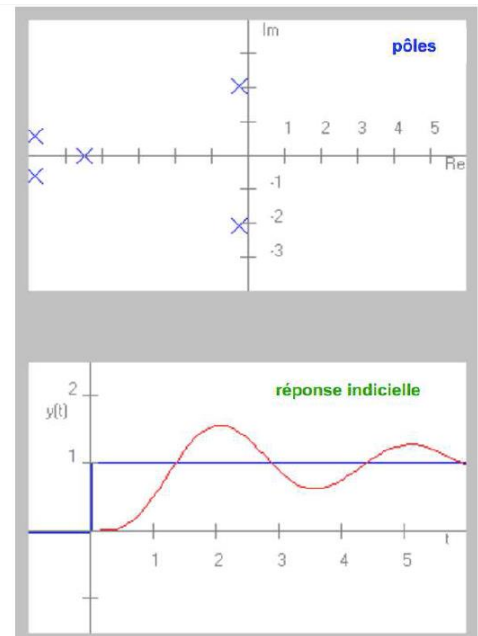 Im
pôles
1 2 3 4 5
Re
-1
-2
-3
2
réponse indicielle
y(t)
1
t
1 2 3 4 5